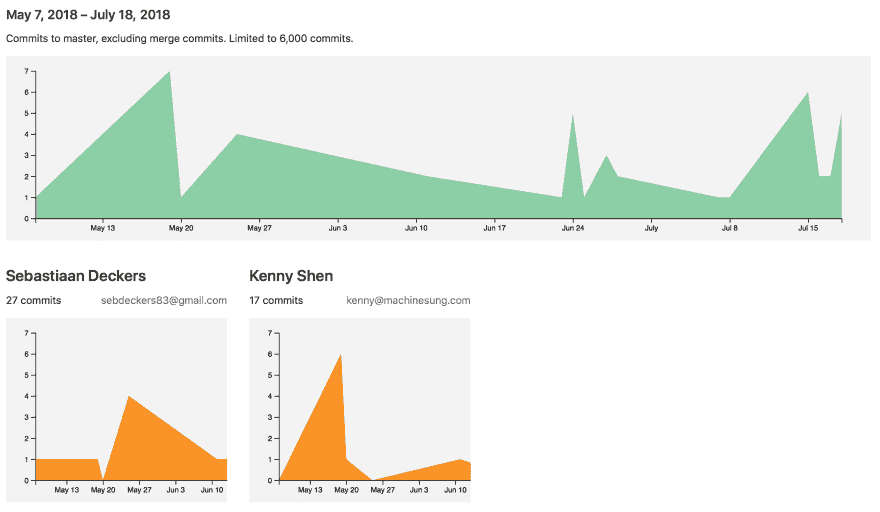 May 7, 2018 – July 18, 2018
Commits to master, excluding merge commits. Limited to 6,000 commits.
7
6
5
4
3
2
1
0
May 13 May 20 May 27 Jun 3 Jun 10 Jun 17 Jun 24 July Jul 8 Jul 15
Sebastiaan Deckers
27 commits sebdeckers83@gmail.com
7
6
5
4
3
2
1
0
May 13 May 20 May 27 Jun 3 Jun 10
Kenny Shen
17 commits kenny@machinesung.com
7
6
5
4
3
2
1
0
May 13 May 20 May 27 Jun 3 Jun 10